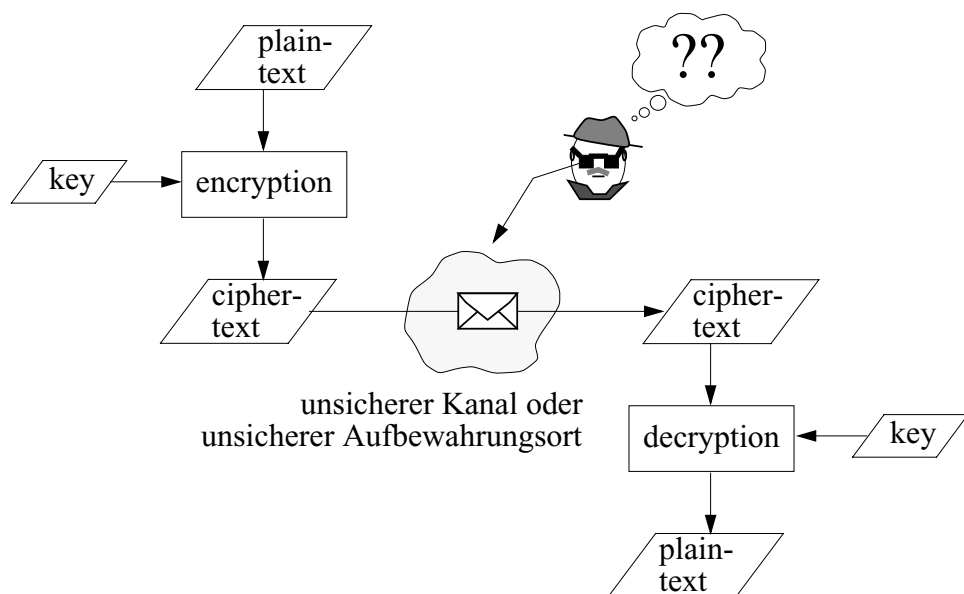 plain-
text
??
key
encryption
cipher-
text
cipher-
text
unsicherer Kanal oder
unsicherer Aufbewahrungsort
decryption
key
plain-
text